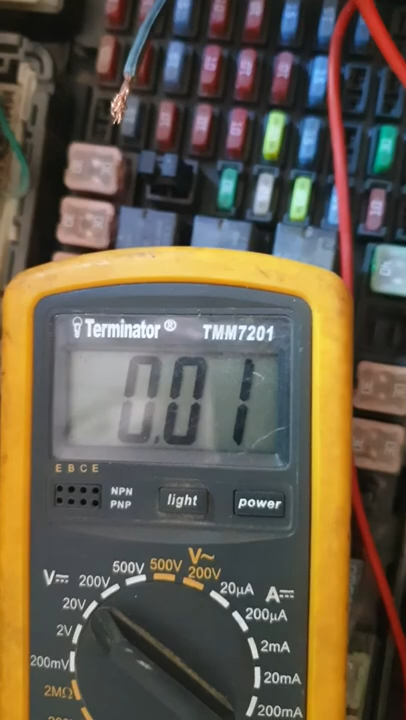 Terminator® TMM7201
0.01
E B C E
NPN
PNP
light
power
V~
V⎓ 200V 500V 500V 200V 20µA A⎓
20V 200µA
2V 2mA
200mV 20mA
2MΩ 200mA